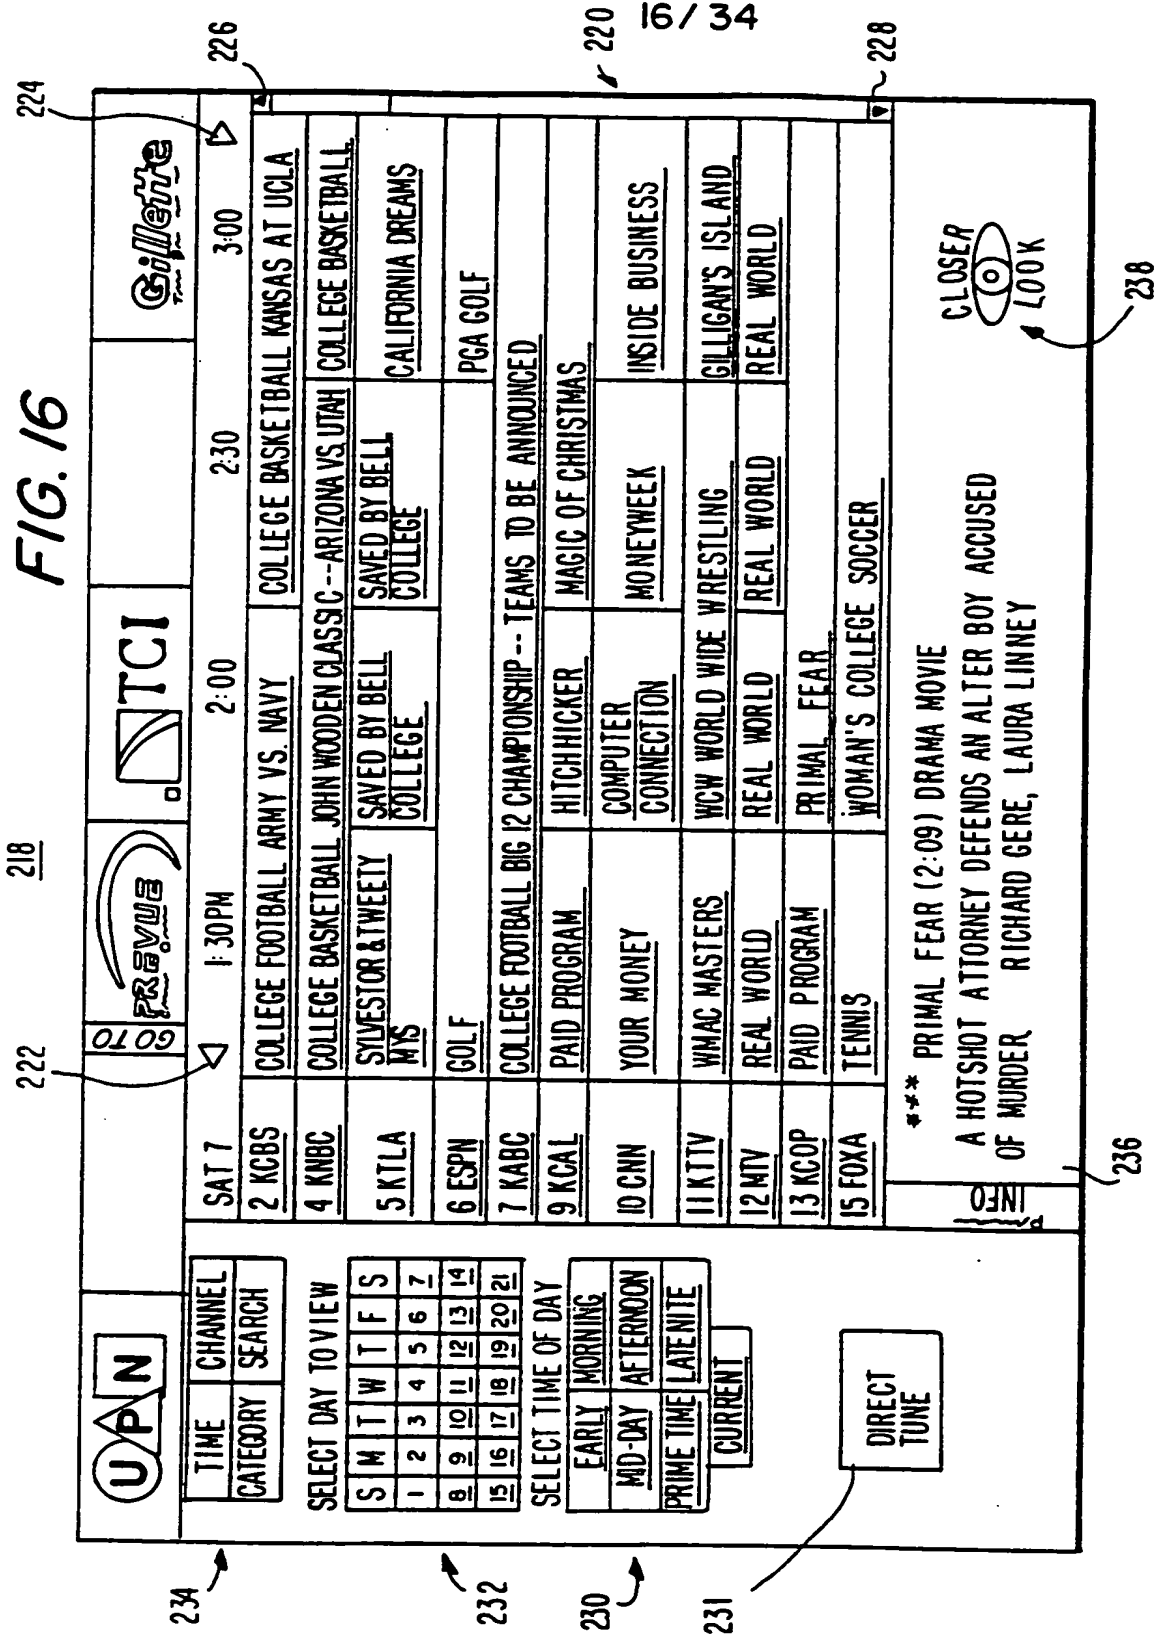 16/34
FIG. 16
218
222
224
226
220
228
234
232
230
231
236
238
UPN
GO TO
PREVUE
TCI
Gillette
TIME CHANNEL
CATEGORY SEARCH
SELECT DAY TO VIEW
S M T W T F S
1 2 3 4 5 6 7
8 9 10 11 12 13 14
15 16 17 18 19 20 21
SELECT TIME OF DAY
EARLY MORNING
MID-DAY AFTERNOON
PRIME TIME LATE NITE
CURRENT
DIRECT
TUNE
SAT 7 1:30PM 2:00 2:30 3:00
2 KCBS COLLEGE FOOTBALL ARMY VS. NAVY COLLEGE BASKETBALL KANSAS AT UCLA
4 KNBC COLLEGE BASKETBALL JOHN WOODEN CLASSIC--ARIZONA VS. UTAH COLLEGE BASKETBALL
5 KTLA SYLVESTOR & TWEETY MYS SAVED BY BELL COLLEGE SAVED BY BELL COLLEGE CALIFORNIA DREAMS
6 ESPN GOLF PGA GOLF
7 KABC COLLEGE FOOTBALL BIG 12 CHAMPIONSHIP--TEAMS TO BE ANNOUNCED
9 KCAL PAID PROGRAM HITCHHICKER MAGIC OF CHRISTMAS
10 CNN YOUR MONEY COMPUTER CONNECTION MONEYWEEK INSIDE BUSINESS
11 KTTV WMAC MASTERS WCW WORLD WIDE WRESTLING GILLIGAN'S ISLAND
12 MTV REAL WORLD REAL WORLD REAL WORLD REAL WORLD
13 KCOP PAID PROGRAM PRIMAL FEAR
15 FOXA TENNIS WOMAN'S COLLEGE SOCCER
INFO
*** PRIMAL FEAR (2:09) DRAMA MOVIE
A HOTSHOT ATTORNEY DEFENDS AN ALTER BOY ACCUSED
OF MURDER RICHARD GERE, LAURA LINNEY
CLOSER
LOOK